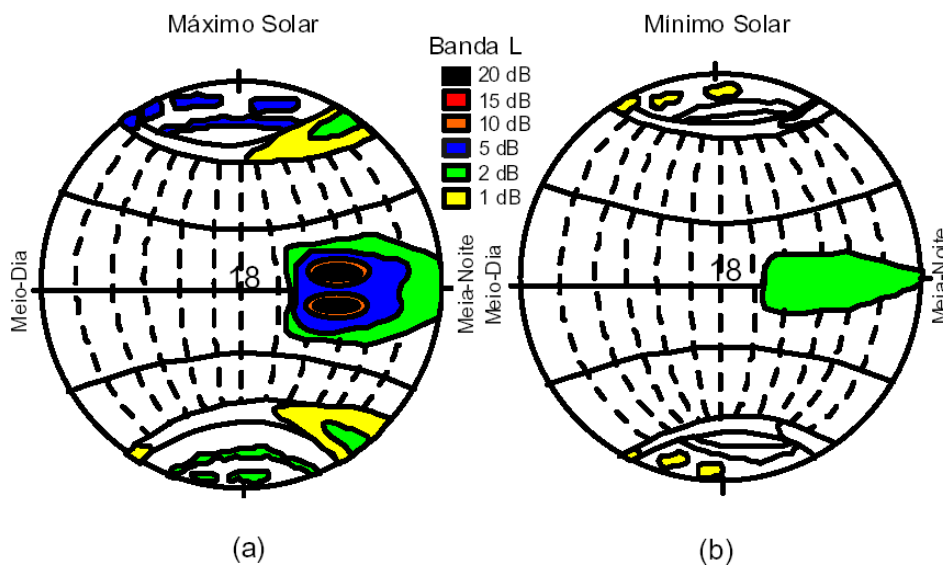 Máximo Solar
Mínimo Solar
Banda L
20 dB
15 dB
10 dB
5 dB
2 dB
1 dB
Meio-Dia
18
Meia-Noite
Meio-Dia
18
Meia-Noite
(a)
(b)